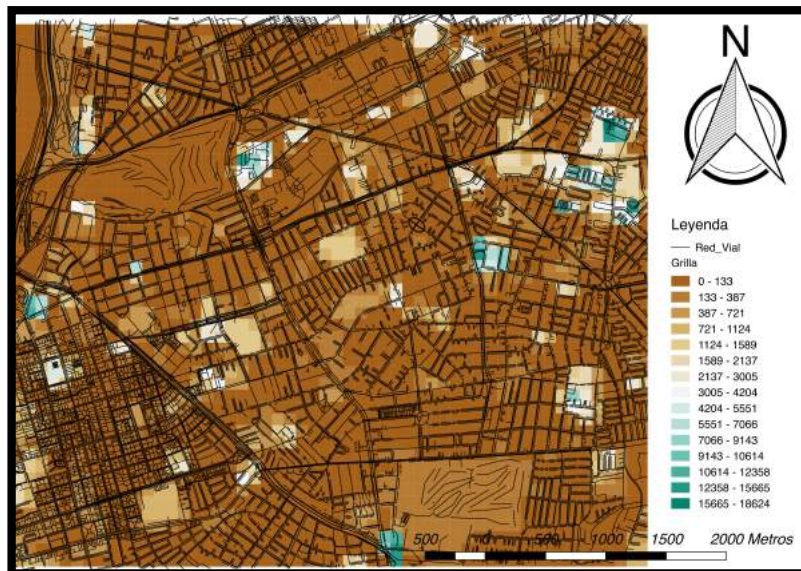 N
Leyenda
Red_Vial
Grilla
0 - 133
133 - 387
387 - 721
721 - 1124
1124 - 1589
1589 - 2137
2137 - 3005
3005 - 4204
4204 - 5551
5551 - 7066
7066 - 9143
9143 - 10614
10614 - 12358
12358 - 15665
15665 - 18624
500 0 500 1000 1500 2000 Metros